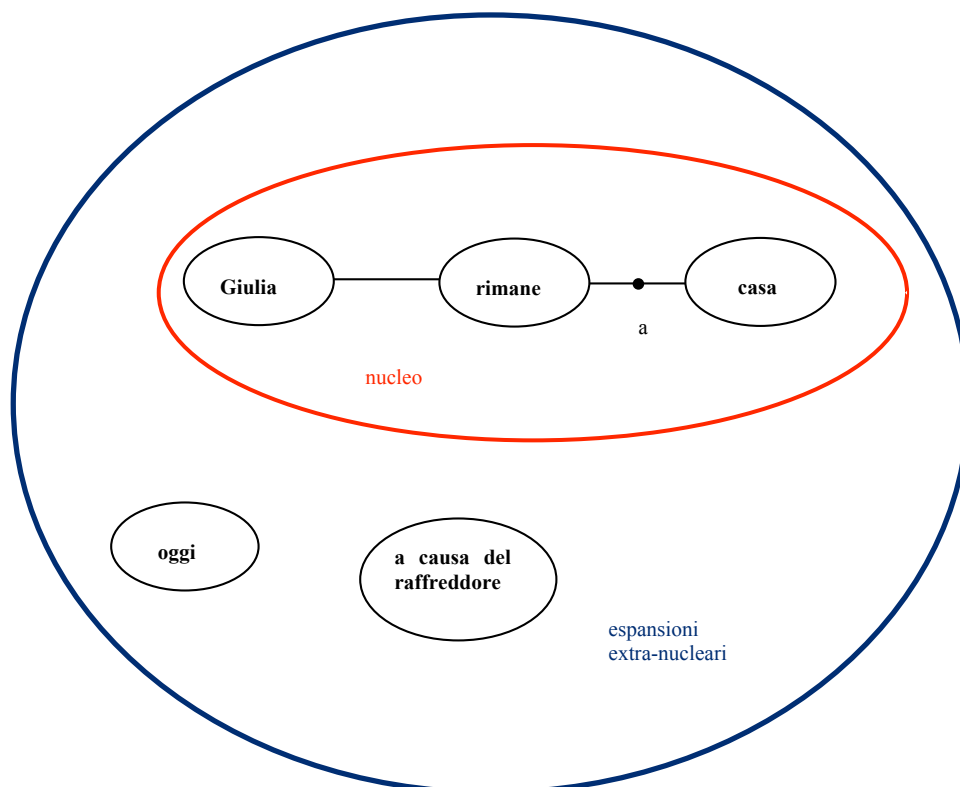 Giulia
rimane
casa
a
nucleo
oggi
a causa del
raffreddore
espansioni
extra-nucleari